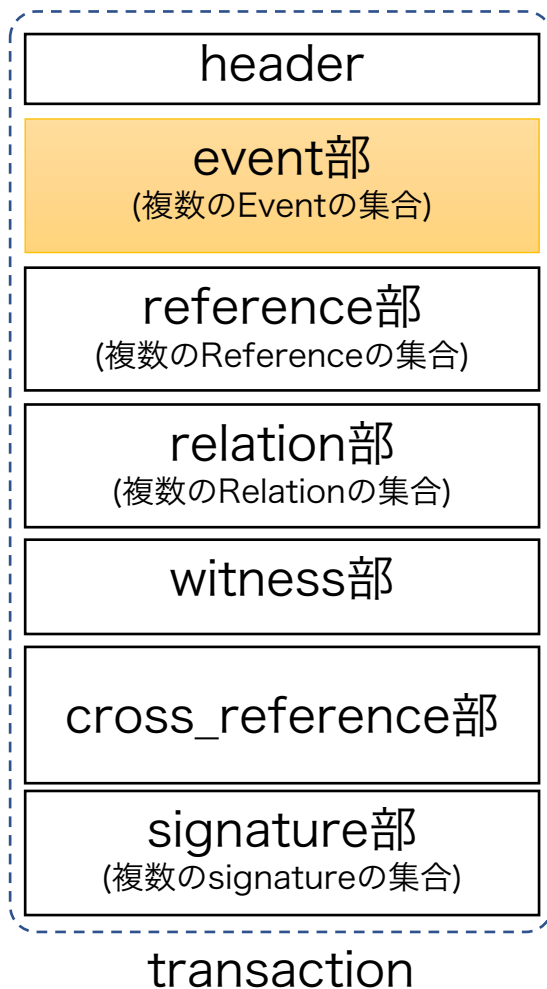 header
event部
(複数のEventの集合)
reference部
(複数のReferenceの集合)
relation部
(複数のRelationの集合)
witness部
cross_reference部
signature部
(複数のsignatureの集合)
transaction